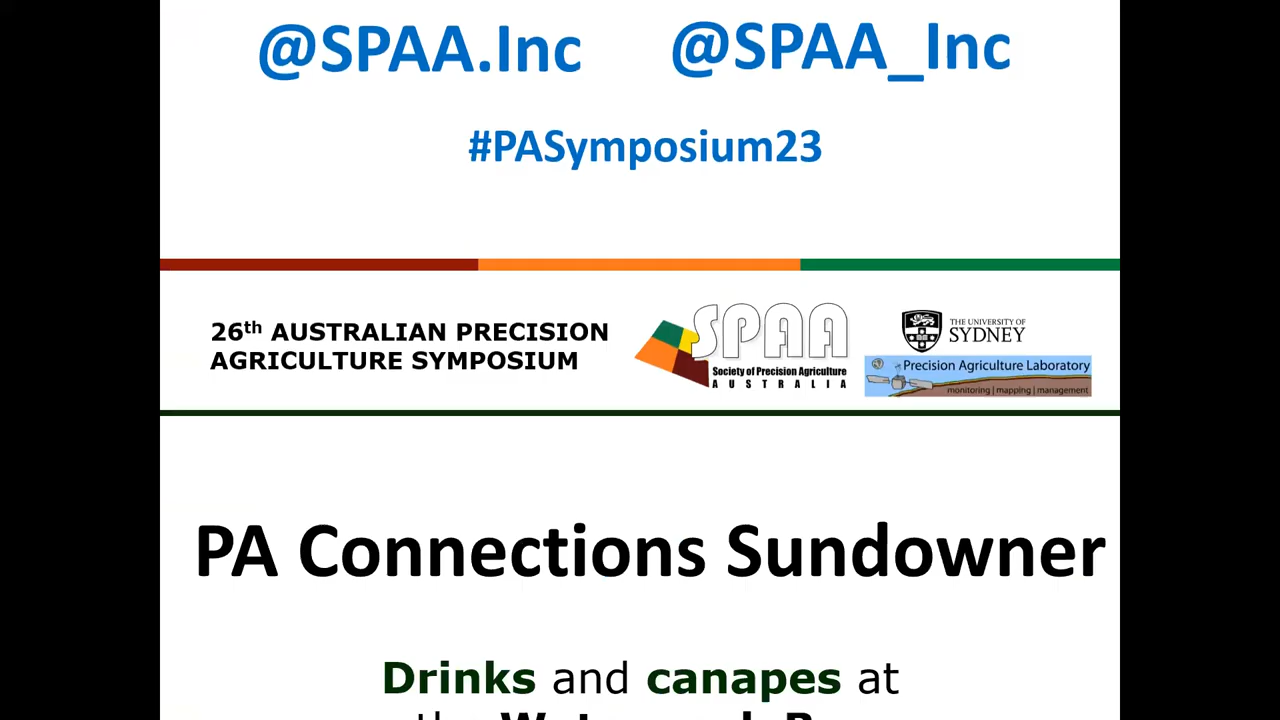 @SPAA.Inc @SPAA_Inc
#PASymposium23
26th AUSTRALIAN PRECISION
AGRICULTURE SYMPOSIUM
SPAA
Society of Precision Agriculture
AUSTRALIA
THE UNIVERSITY OF
SYDNEY
Precision Agriculture Laboratory
monitoring | mapping | management
PA Connections Sundowner
Drinks and canapes at
the